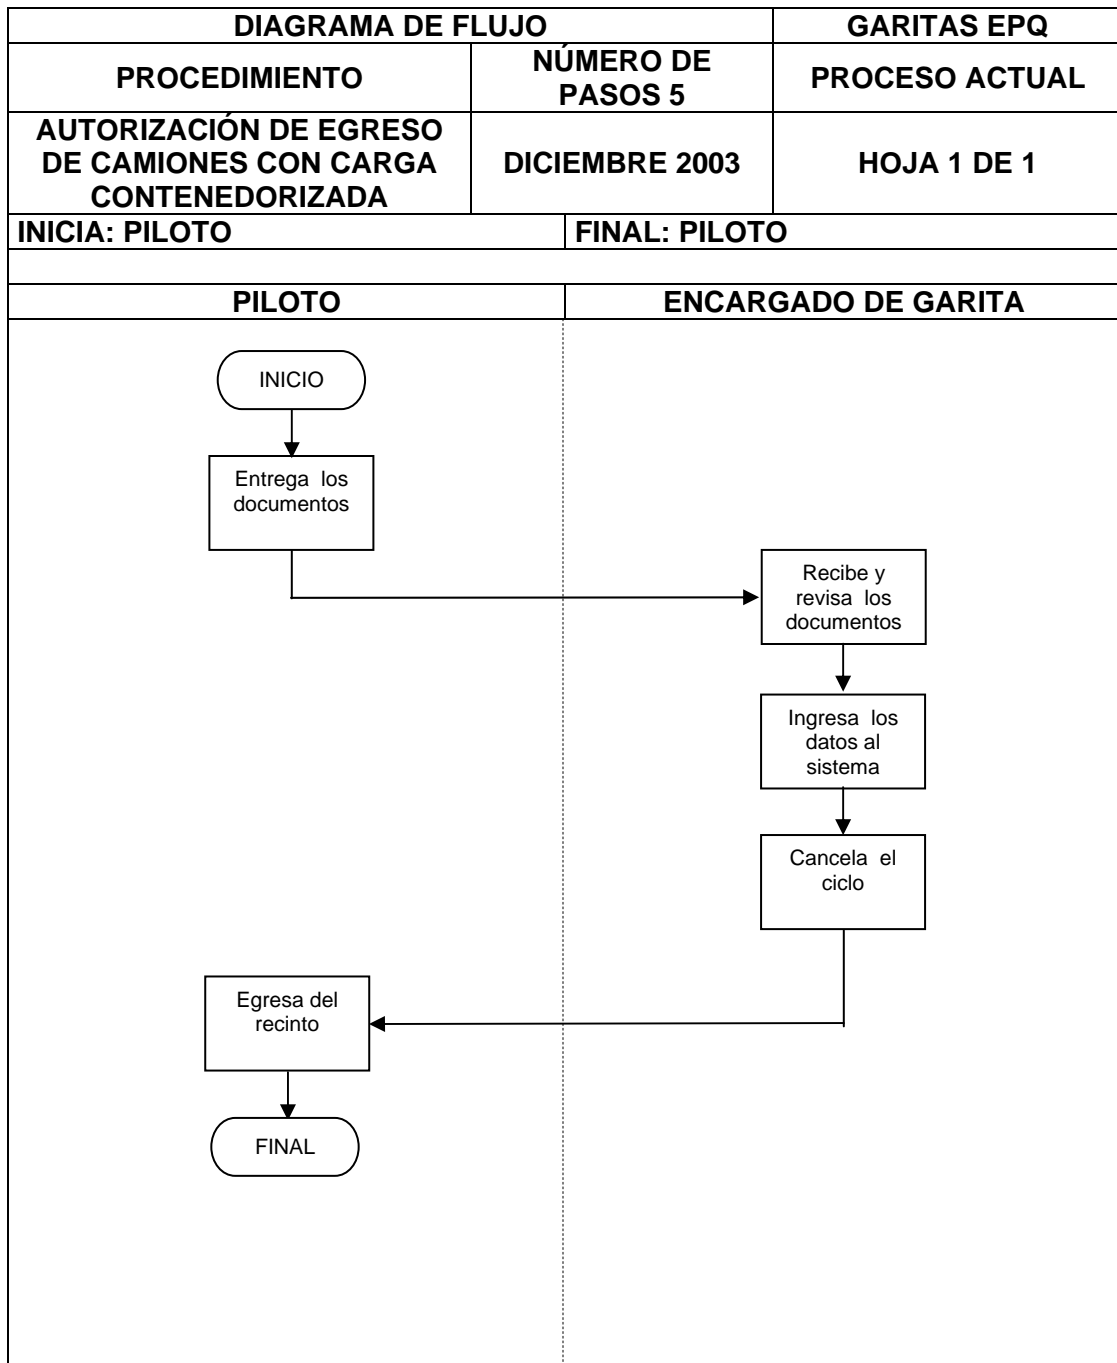 DIAGRAMA DE FLUJO
GARITAS EPQ
PROCEDIMIENTO
NÚMERO DE
PASOS 5
PROCESO ACTUAL
AUTORIZACIÓN DE EGRESO
DE CAMIONES CON CARGA
CONTENEDORIZADA
DICIEMBRE 2003
HOJA 1 DE 1
INICIA: PILOTO
FINAL: PILOTO
PILOTO
ENCARGADO DE GARITA
INICIO
Entrega los
documentos
Recibe y
revisa los
documentos
Ingresa los
datos al
sistema
Cancela el
ciclo
Egresa del
recinto
FINAL